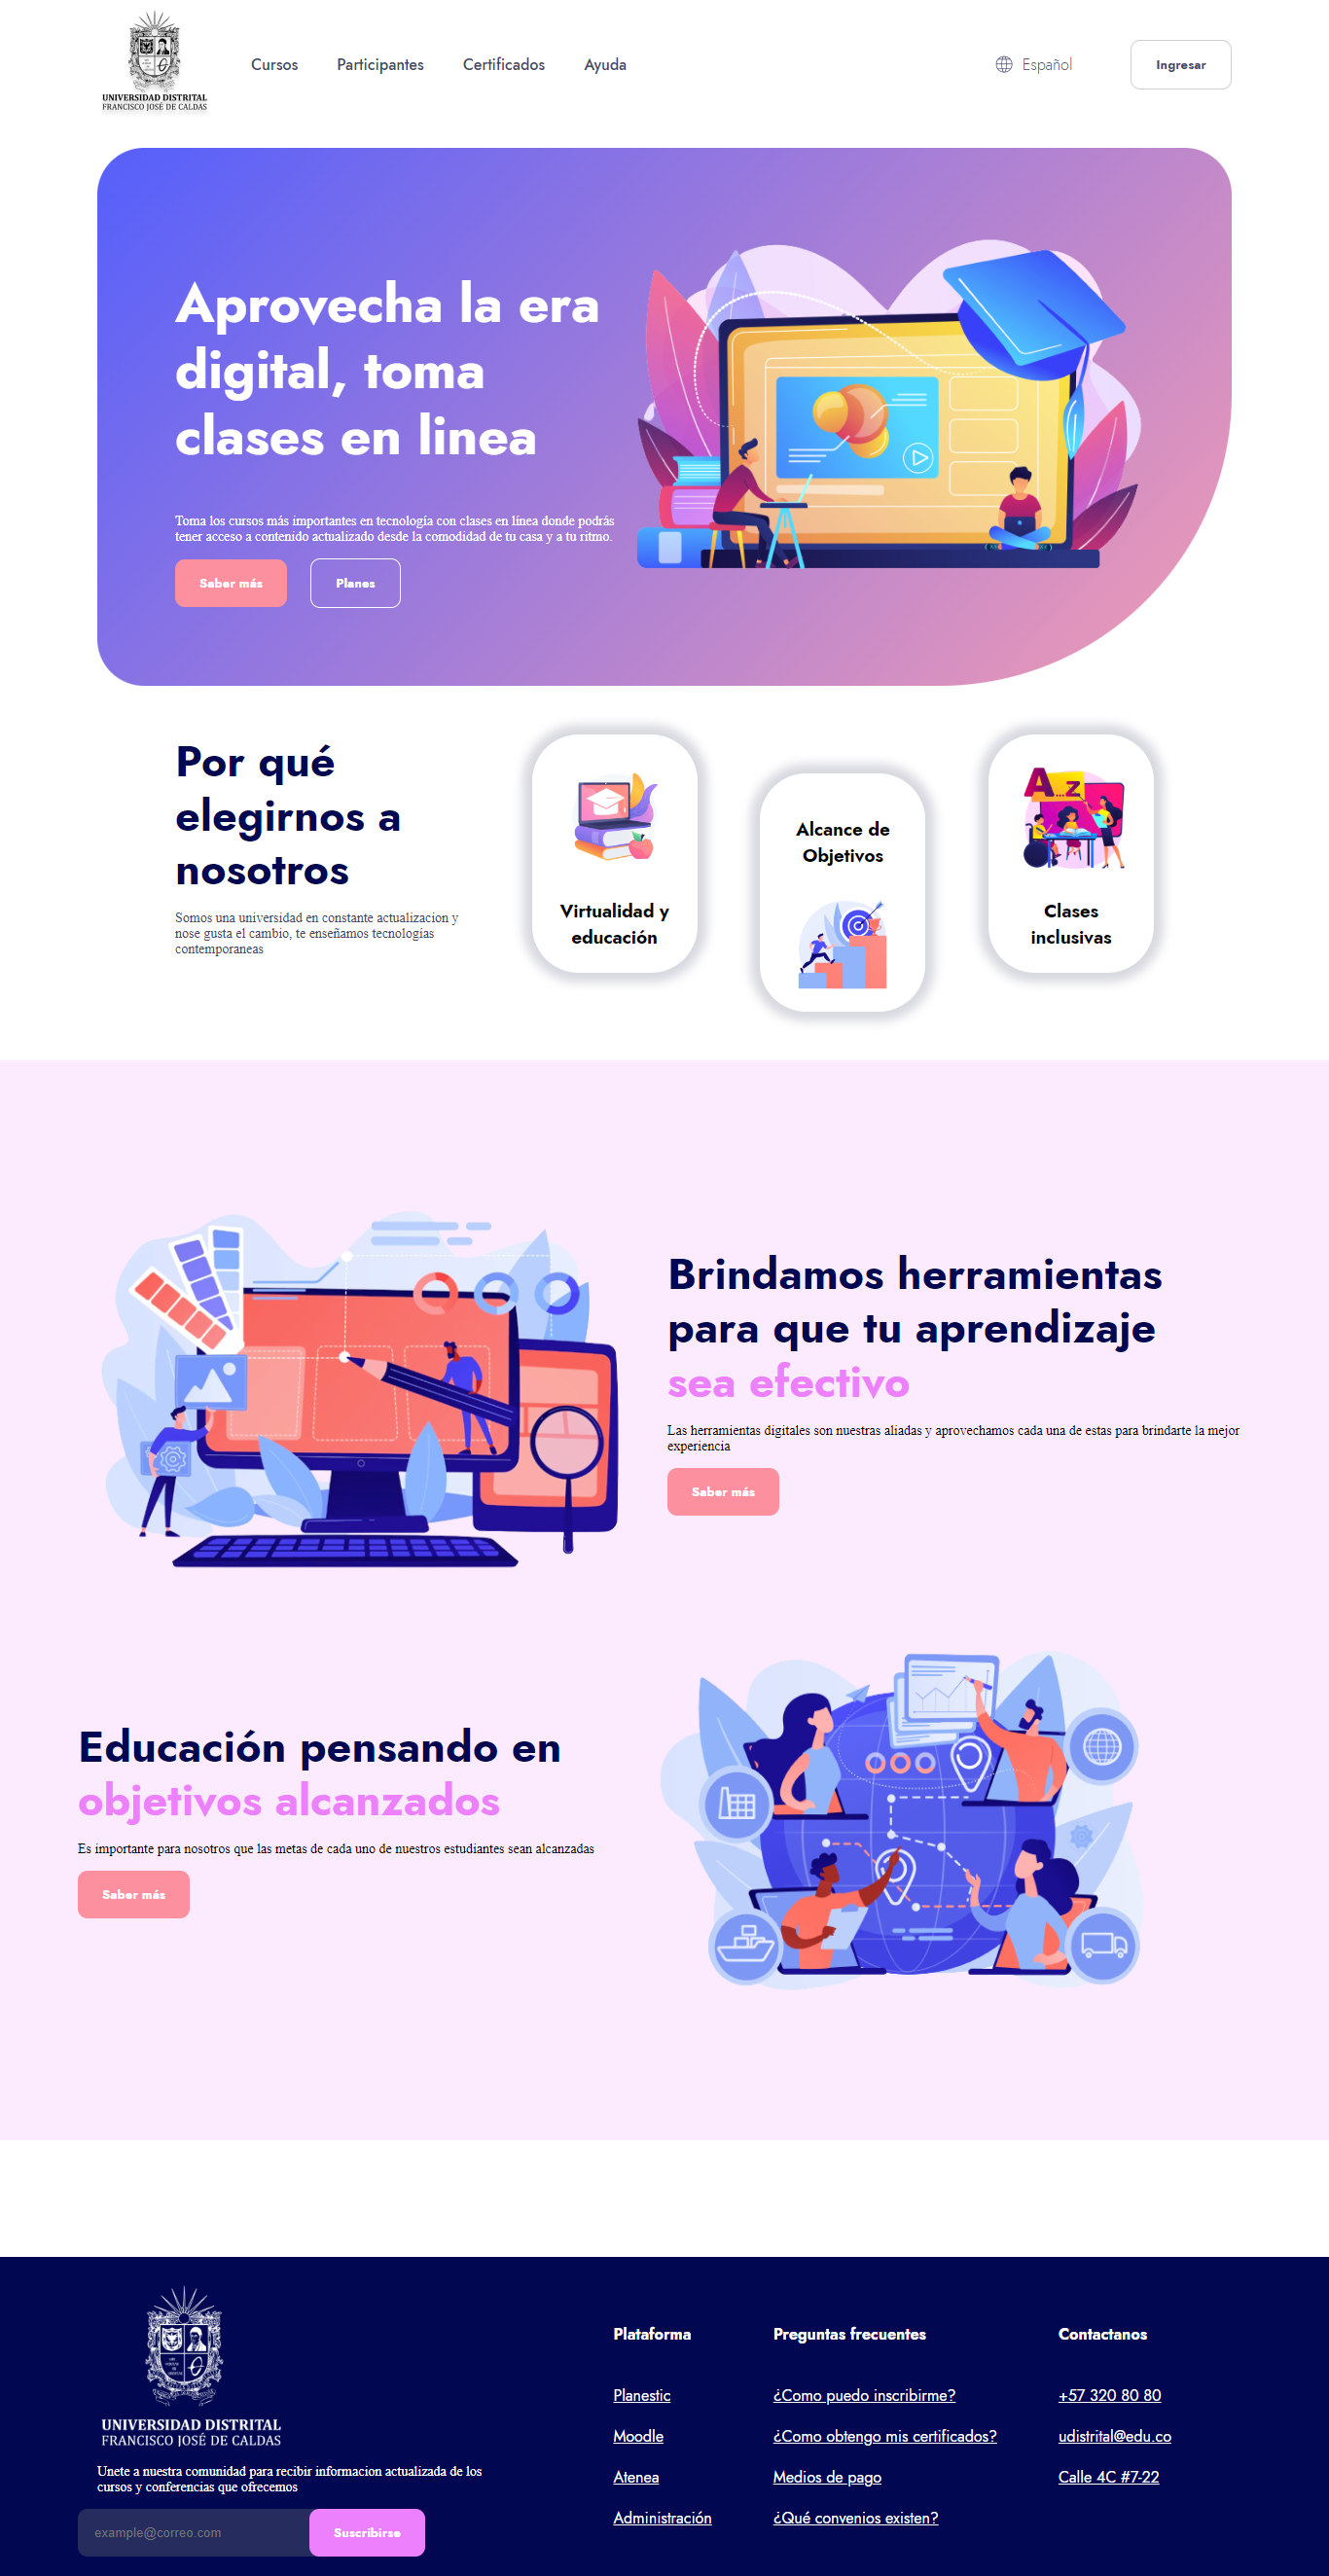 UNIVERSIDAD DISTRITAL
FRANCISCO JOSÉ DE CALDAS
Cursos
Participantes
Certificados
Ayuda
Español
Ingresar
Aprovecha la era
digital, toma
clases en linea
Toma los cursos más importantes en tecnología con clases en línea donde podrás
tener acceso a contenido actualizado desde la comodidad de tu casa y a tu ritmo.
Saber más
Planes
Por qué
elegirnos a
nosotros
Somos una universidad en constante actualizacion y
nose gusta el cambio, te enseñamos tecnologías
contemporaneas
Virtualidad y
educación
Alcance de
Objetivos
A...z
Clases
inclusivas
Brindamos herramientas
para que tu aprendizaje
sea efectivo
Las herramientas digitales son nuestras aliadas y aprovechamos cada una de estas para brindarte la mejor
experiencia
Saber más
Educación pensando en
objetivos alcanzados
Es importante para nosotros que las metas de cada uno de nuestros estudiantes sean alcanzadas
Saber más
UNIVERSIDAD DISTRITAL
FRANCISCO JOSÉ DE CALDAS
Unete a nuestra comunidad para recibir informacion actualizada de los
cursos y conferencias que ofrecemos
example@correo.com
Suscribirse
Plataforma
Planestic
Moodle
Atenea
Administración
Preguntas frecuentes
¿Como puedo inscribirme?
¿Como obtengo mis certificados?
Medios de pago
¿Qué convenios existen?
Contactanos
+57 320 80 80
udistrital@edu.co
Calle 4C #7-22